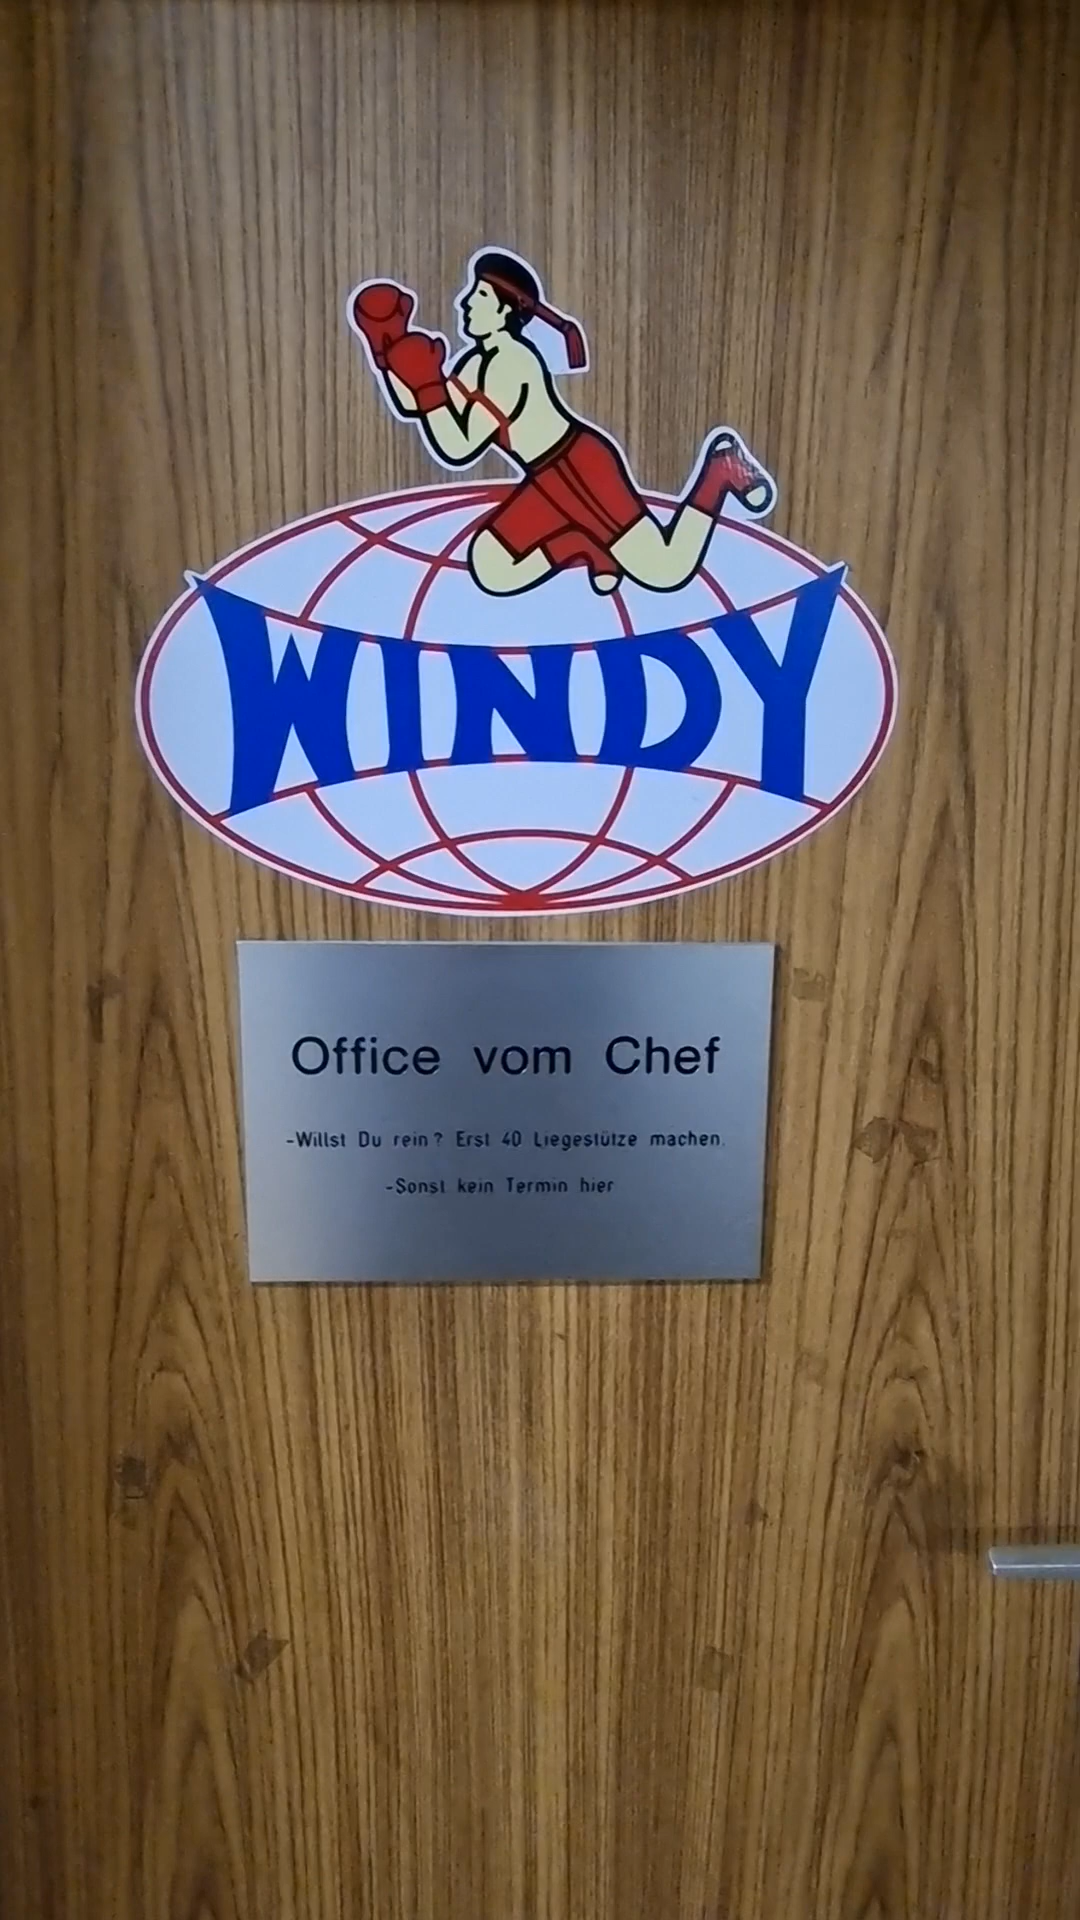 WINDY
Office vom Chef
-Willst Du rein? Erst 40 Liegestütze machen.
-Sonst kein Termin hier